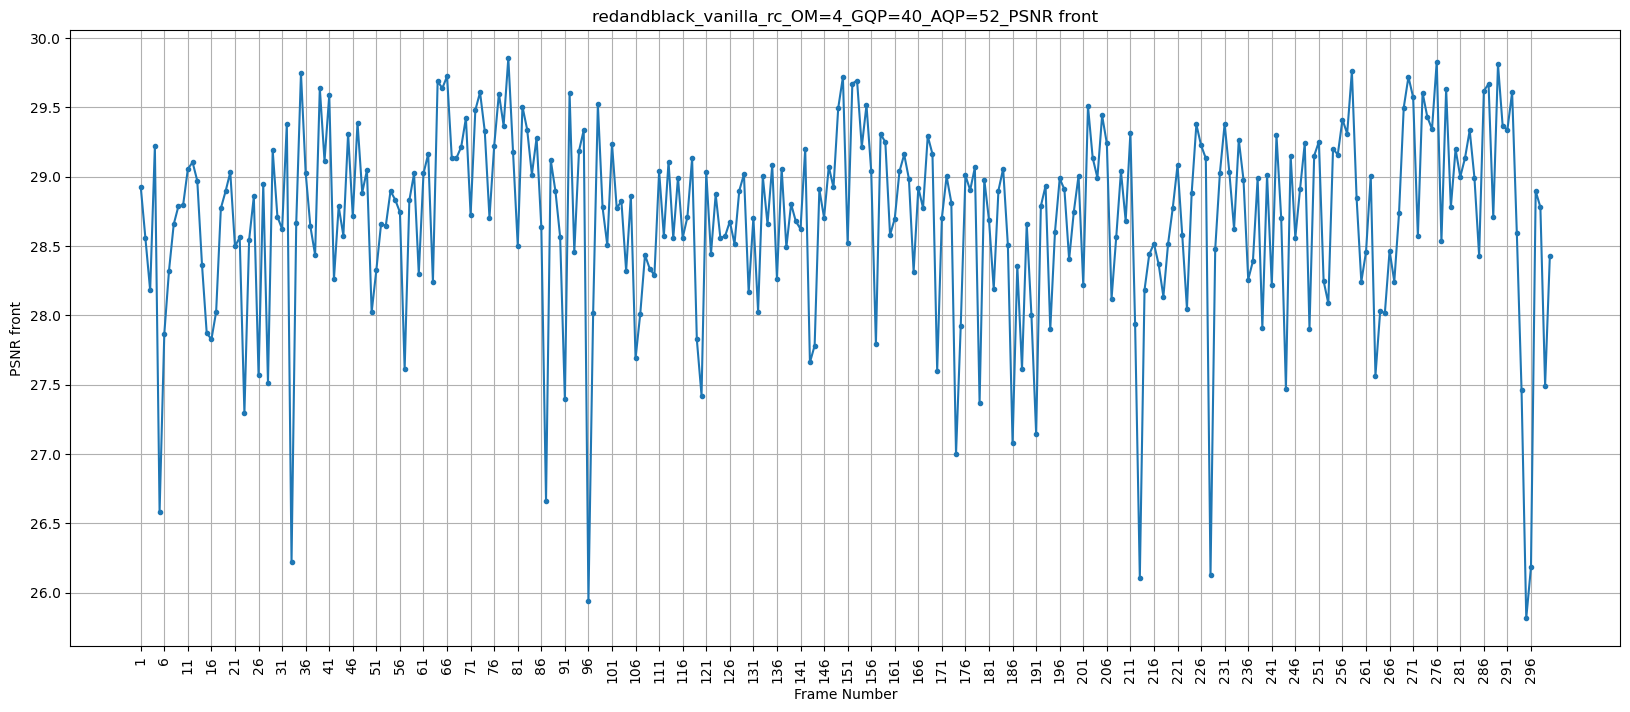 redandblack_vanilla_rc_OM=4_GQP=40_AQP=52_PSNR front
PSNR front
30.0
29.5
29.0
28.5
28.0
27.5
27.0
26.5
26.0
1 6 11 16 21 26 31 36 41 46 51 56 61 66 71 76 81 86 91 96 101 106 111 116 121 126 131 136 141 146 151 156 161 166 171 176 181 186 191 196 201 206 211 216 221 226 231 236 241 246 251 256 261 266 271 276 281 286 291 296
Frame Number